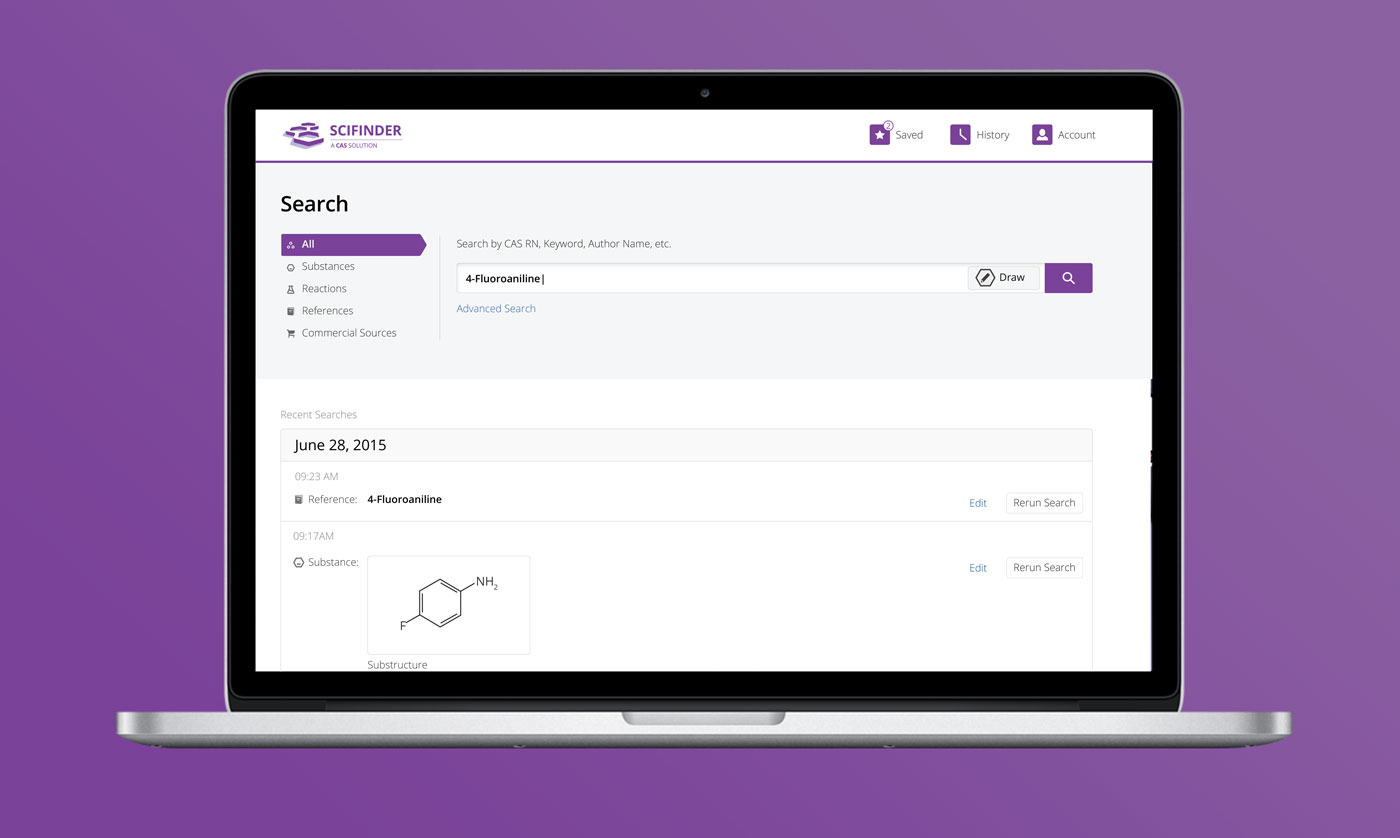 SCIFINDER
A CAS SOLUTION
2
Saved
History
Account
Search
All
Substances
Reactions
References
Commercial Sources
Search by CAS RN, Keyword, Author Name, etc.
4-Fluoroaniline
Draw
Advanced Search
Recent Searches
June 28, 2015
09:23 AM
Reference: 4-Fluoroaniline
Edit
Rerun Search
09:17AM
Substance:
NH2
F
Edit
Rerun Search
Substructure